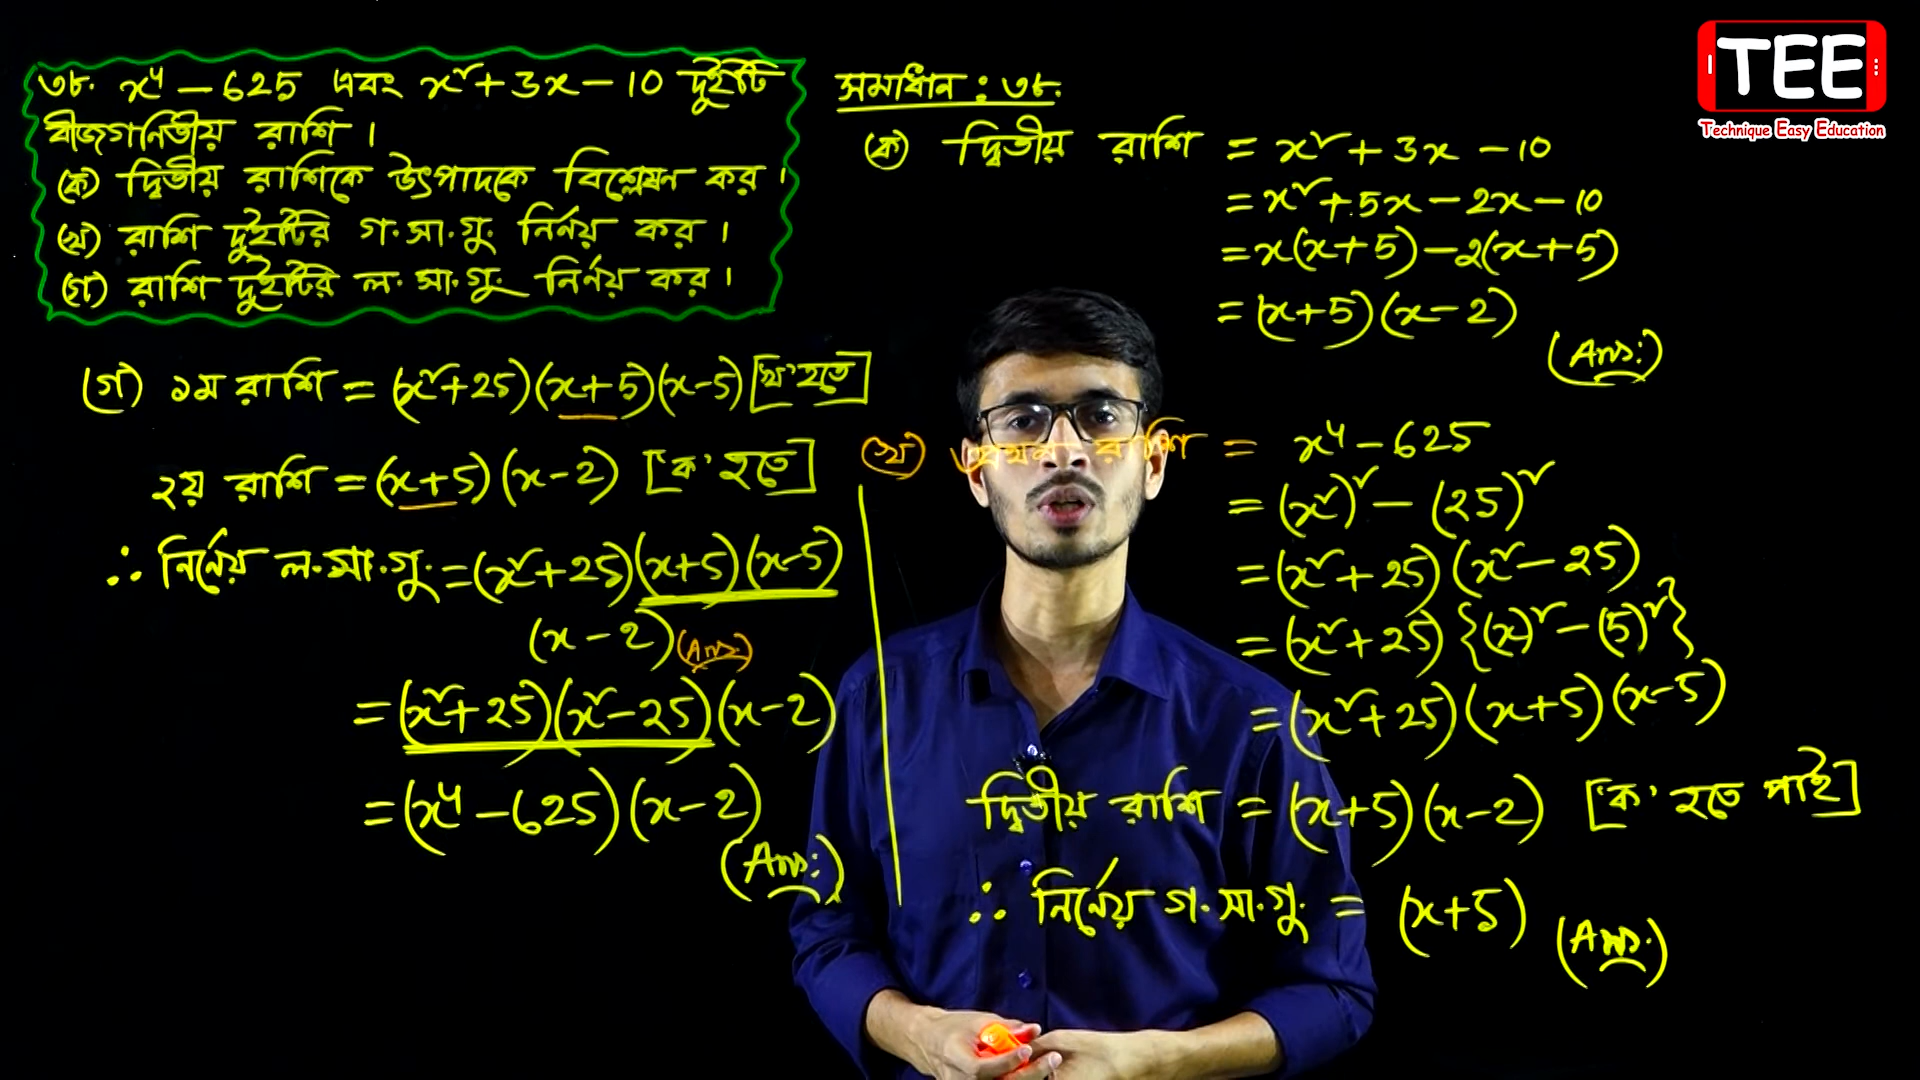 ৩৮. x⁴ − 625 এবং x² + 3x − 10 দুইটি
বীজগণিতীয় রাশি।
(ক) দ্বিতীয় রাশিকে উৎপাদকে বিশ্লেষণ কর।
(খ) রাশি দুইটির গ.সা.গু. নির্ণয় কর।
(গ) রাশি দুইটির ল.সা.গু. নির্ণয় কর।
সমাধান : ৩৮.
(ক) দ্বিতীয় রাশি = x² + 3x − 10
= x² + 5x − 2x − 10
= x(x+5) − 2(x+5)
= (x+5)(x−2)
(Ans:)
(খ) প্রথম রাশি = x⁴ − 625
= (x²)² − (25)²
= (x²+25)(x²−25)
= (x²+25){(x)²−(5)²}
= (x²+25)(x+5)(x−5)
দ্বিতীয় রাশি = (x+5)(x−2) ['ক' হতে পাই]
∴ নির্ণেয় গ.সা.গু. = (x+5)
(Ans:)
(গ) ১ম রাশি = (x²+25)(x+5)(x−5) ['খ' হতে]
২য় রাশি = (x+5)(x−2) ['ক' হতে]
∴ নির্ণেয় ল.সা.গু. = (x²+25)(x+5)(x−5)
(x−2) (Ans:)
= (x²+25)(x²−25)(x−2)
= (x⁴−625)(x−2)
(Ans:)
TEE
Technique Easy Education